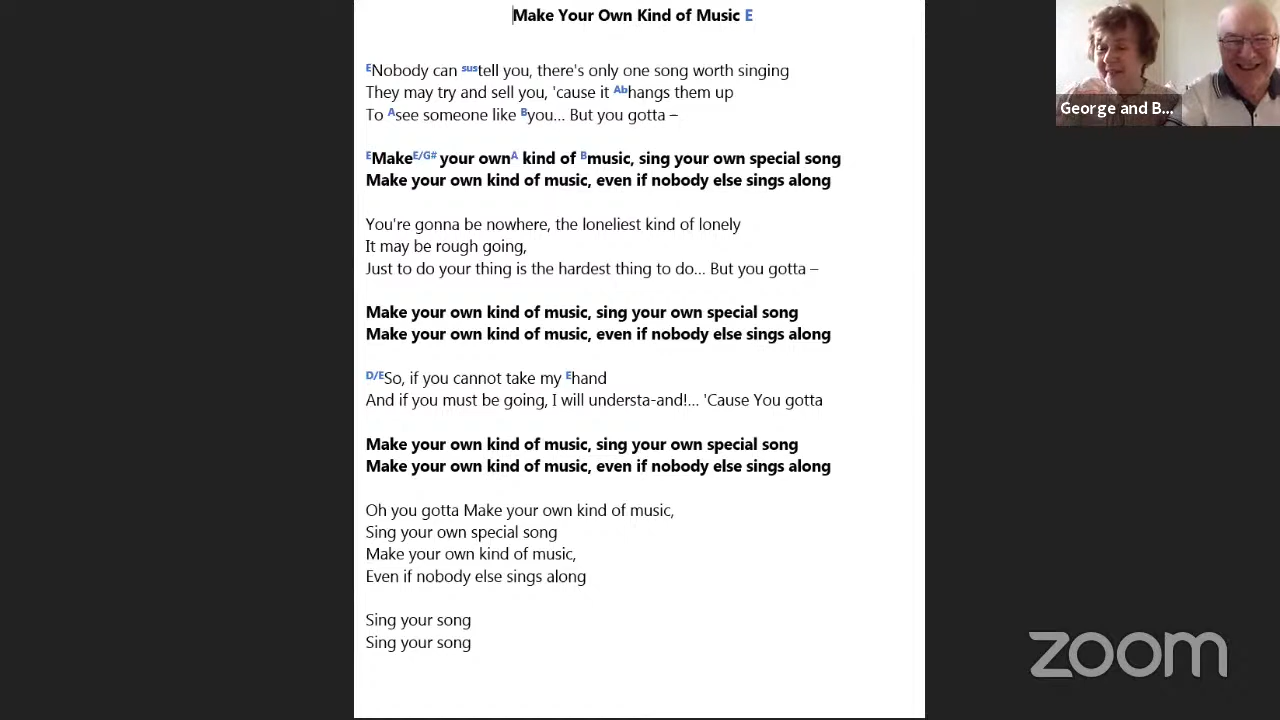 Make Your Own Kind of Music E
ENobody can sustell you, there's only one song worth singing
They may try and sell you, 'cause it Abhangs them up
To Asee someone like Byou... But you gotta –
EMakeE/G# your ownA kind of Bmusic, sing your own special song
Make your own kind of music, even if nobody else sings along
You're gonna be nowhere, the loneliest kind of lonely
It may be rough going,
Just to do your thing is the hardest thing to do... But you gotta –
Make your own kind of music, sing your own special song
Make your own kind of music, even if nobody else sings along
D/ESo, if you cannot take my Ehand
And if you must be going, I will understa-and!... 'Cause You gotta
Make your own kind of music, sing your own special song
Make your own kind of music, even if nobody else sings along
Oh you gotta Make your own kind of music,
Sing your own special song
Make your own kind of music,
Even if nobody else sings along
Sing your song
Sing your song
George and B...
zoom